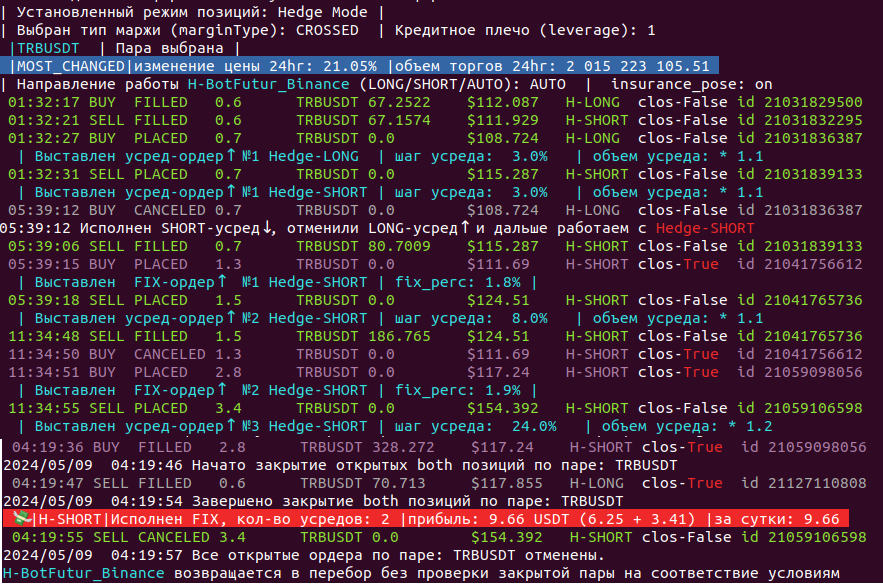 | Установленный режим позиций: Hedge Mode |
| Выбран тип маржи (marginType): CROSSED | Кредитное плечо (leverage): 1
|TRBUSDT | Пара выбрана |
|MOST_CHANGED|изменение цены 24hr: 21.05% |объем торгов 24hr: 2 015 223 105.51
| Направление работы H-BotFutur_Binance (LONG/SHORT/AUTO): AUTO | insurance_pose: on
01:32:17 BUY FILLED 0.6 TRBUSDT 67.2522 $112.087 H-LONG clos-False id 21031829500
01:32:21 SELL FILLED 0.6 TRBUSDT 67.1574 $111.929 H-SHORT clos-False id 21031832295
01:32:27 BUY PLACED 0.7 TRBUSDT 0.0 $108.724 H-LONG clos-False id 21031836387
| Выставлен усред-ордер↑№1 Hedge-LONG | шаг усреда: 3.0% | объем усреда: * 1.1
01:32:31 SELL PLACED 0.7 TRBUSDT 0.0 $115.287 H-SHORT clos-False id 21031839133
| Выставлен усред-ордер↑№1 Hedge-SHORT | шаг усреда: 3.0% | объем усреда: * 1.1
05:39:12 BUY CANCELED 0.7 TRBUSDT 0.0 $108.724 H-LONG clos-False id 21031836387
05:39:12 Исполнен SHORT-усред↓, отменили LONG-усред↑и дальше работаем с Hedge-SHORT
05:39:06 SELL FILLED 0.7 TRBUSDT 80.7009 $115.287 H-SHORT clos-False id 21031839133
05:39:15 BUY PLACED 1.3 TRBUSDT 0.0 $111.69 H-SHORT clos-True id 21041756612
| Выставлен FIX-ордер↑ №1 Hedge-SHORT | fix_perc: 1.8% |
05:39:18 SELL PLACED 1.5 TRBUSDT 0.0 $124.51 H-SHORT clos-False id 21041765736
| Выставлен усред-ордер↑№2 Hedge-SHORT | шаг усреда: 8.0% | объем усреда: * 1.1
11:34:48 SELL FILLED 1.5 TRBUSDT 186.765 $124.51 H-SHORT clos-False id 21041765736
11:34:50 BUY CANCELED 1.3 TRBUSDT 0.0 $111.69 H-SHORT clos-True id 21041756612
11:34:51 BUY PLACED 2.8 TRBUSDT 0.0 $117.24 H-SHORT clos-True id 21059098056
| Выставлен FIX-ордер↑ №2 Hedge-SHORT | fix_perc: 1.9% |
11:34:55 SELL PLACED 3.4 TRBUSDT 0.0 $154.392 H-SHORT clos-False id 21059106598
| Выставлен усред-ордер↑№3 Hedge-SHORT | шаг усреда: 24.0% | объем усреда: * 1.2
04:19:36 BUY FILLED 2.8 TRBUSDT 328.272 $117.24 H-SHORT clos-True id 21059098056
2024/05/09 04:19:46 Начато закрытие открытых both позиций по паре: TRBUSDT
04:19:47 SELL FILLED 0.6 TRBUSDT 70.713 $117.855 H-LONG clos-True id 21127110808
2024/05/09 04:19:54 Завершено закрытие both позиций по паре: TRBUSDT
|H-SHORT|Исполнен FIX, кол-во усредов: 2 |прибыль: 9.66 USDT (6.25 + 3.41) |за сутки: 9.66
04:19:55 SELL CANCELED 3.4 TRBUSDT 0.0 $154.392 H-SHORT clos-False id 21059106598
2024/05/09 04:19:57 Все открытые ордера по паре: TRBUSDT отменены.
H-BotFutur_Binance возвращается в перебор без проверки закрытой пары на соответствие условиям